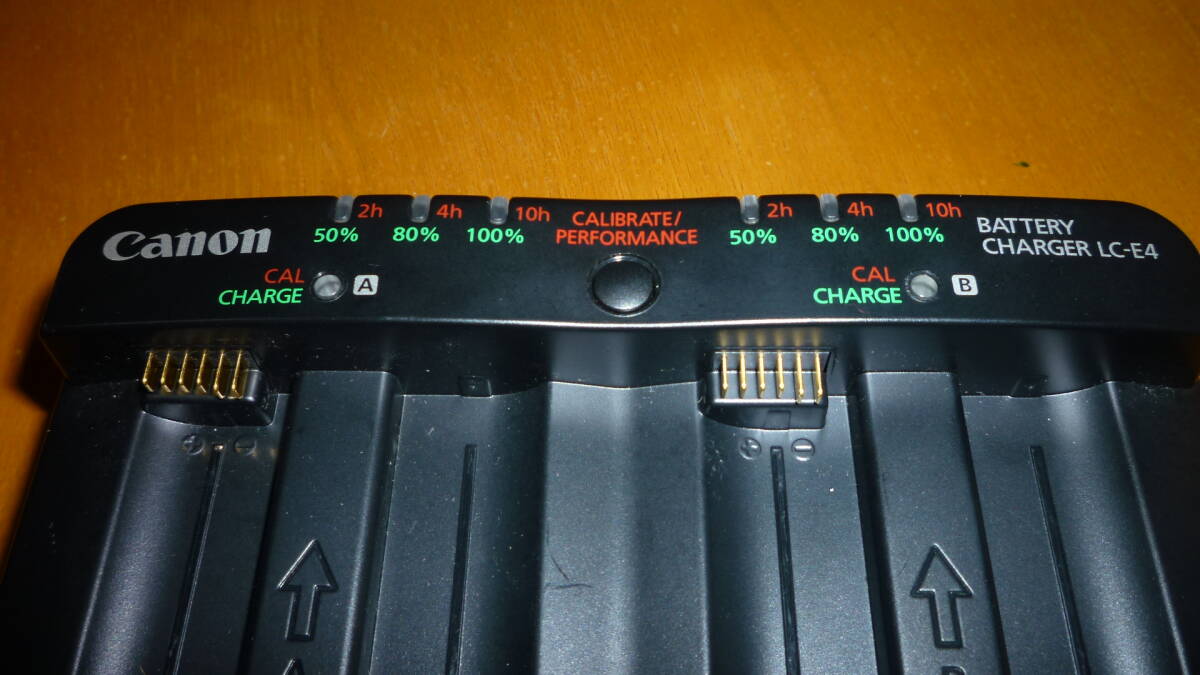 Canon
2h 4h 10h
50% 80% 100%
CAL
CHARGE A
CALIBRATE/
PERFORMANCE
2h 4h 10h
50% 80% 100%
CAL
CHARGE B
BATTERY
CHARGER LC-E4